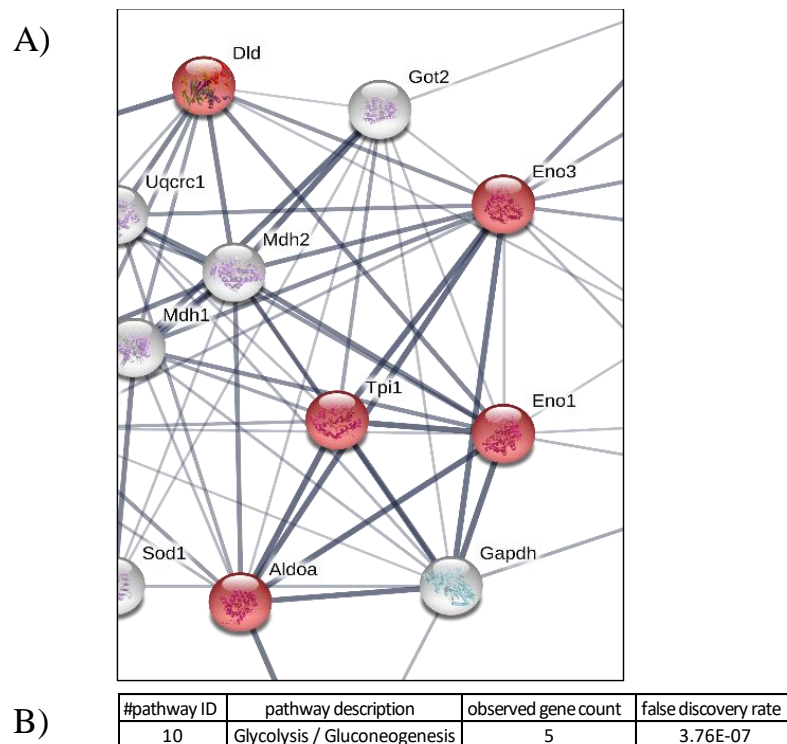 A)
Dld
Got2
Uqcrc1
Eno3
Mdh2
Mdh1
Tpi1
Eno1
Sod1
Gapdh
Aldoa
B)
#pathway ID pathway description observed gene count false discovery rate
10 Glycolysis / Gluconeogenesis 5 3.76E-07